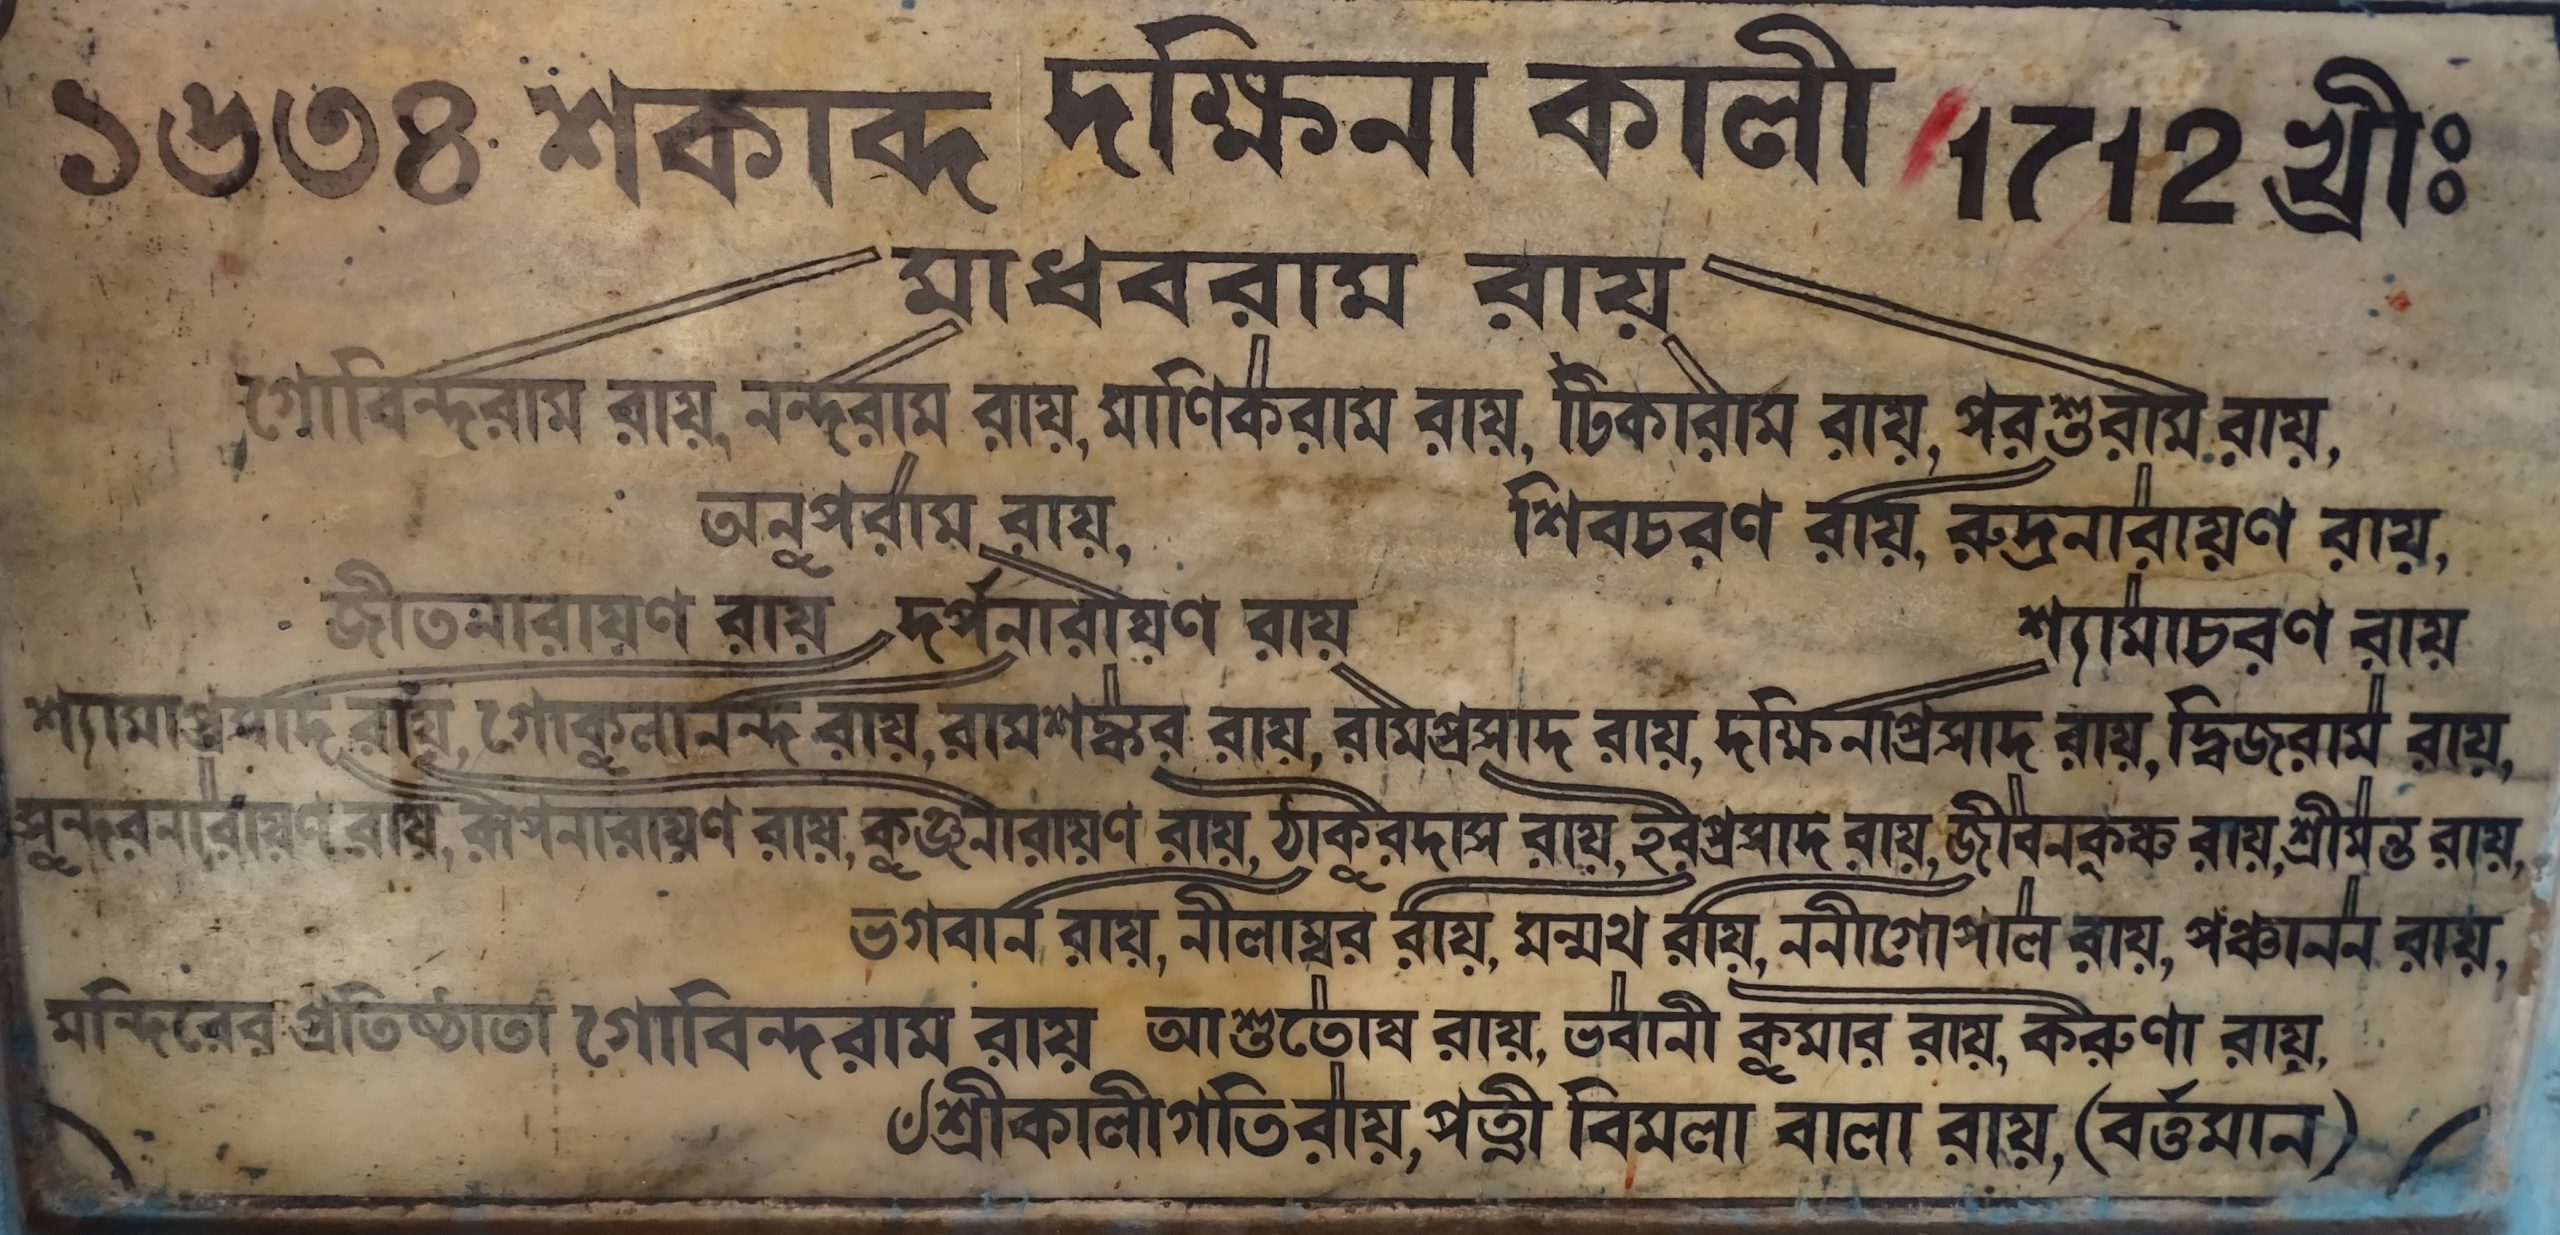 ১৬৩৪ শকাব্দ দক্ষিনা কালী 1712 খ্রীঃ
মাধবরাম রায়
গোবিন্দরাম রায়, নন্দরাম রায়, মাণিকরাম রায়, টিকারাম রায়, পরশুরাম রায়,
অনূপরাম রায়, শিবচরণ রায়, রুদ্রনারায়ণ রায়,
জীতনারায়ণ রায় দর্পনারায়ণ রায় শ্যামাচরণ রায়
শ্যামাপ্রসাদ রায়, গোকূলানন্দ রায়, রামশঙ্কর রায়, রামপ্রসাদ রায়, দক্ষিনাপ্রসাদ রায়, দ্বিজরাম রায়,
সূন্দরনারায়ণ রায়, রূপনারায়ণ রায়, কূঞ্জনারায়ণ রায়, ঠাকূরদাস রায়, হরপ্রসাদ রায়, জীবনকৃষ্ণ রায়, শ্রীমন্ত রায়,
ভগবান রায়, নীলাম্বর রায়, মন্মথ রায়, ননীগোপাল রায়, পঞ্চানন রায়,
মন্দিরের প্রতিষ্ঠাতা গোবিন্দরাম রায় আশুতোষ রায়, ভবানী কূমার রায়, করুণা রায়,
৺শ্রীকালীগতি রায়, পত্নী বিমলা বালা রায়, (বর্ত্তমান)